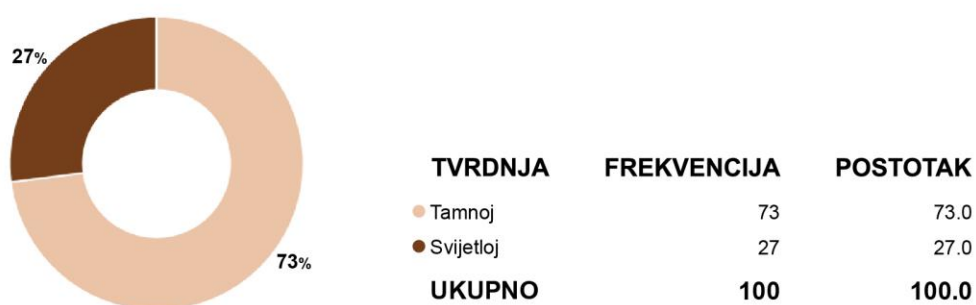 27%
73%
TVRDNJA FREKVENCIJA POSTOTAK
Tamnoj 73 73.0
Svijetloj 27 27.0
UKUPNO 100 100.0